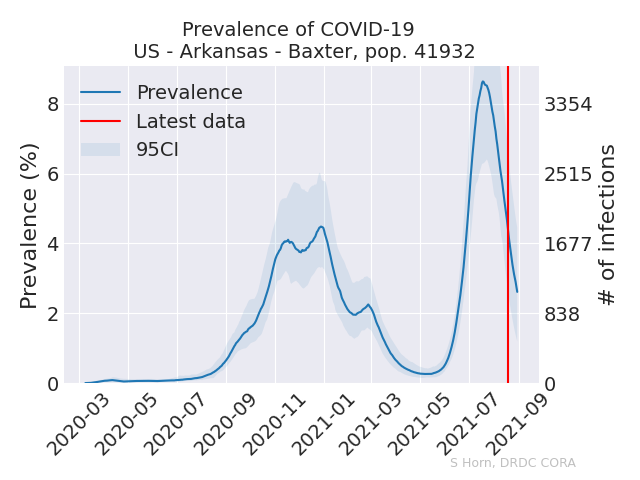 Prevalence of COVID-19
US - Arkansas - Baxter, pop. 41932
Prevalence
Latest data
95CI
Prevalence (%)
8
6
4
2
0
# of infections
3354
2515
1677
838
0
2020-03
2020-05
2020-07
2020-09
2020-11
2021-01
2021-03
2021-05
2021-07
2021-09
S Horn, DRDC CORA